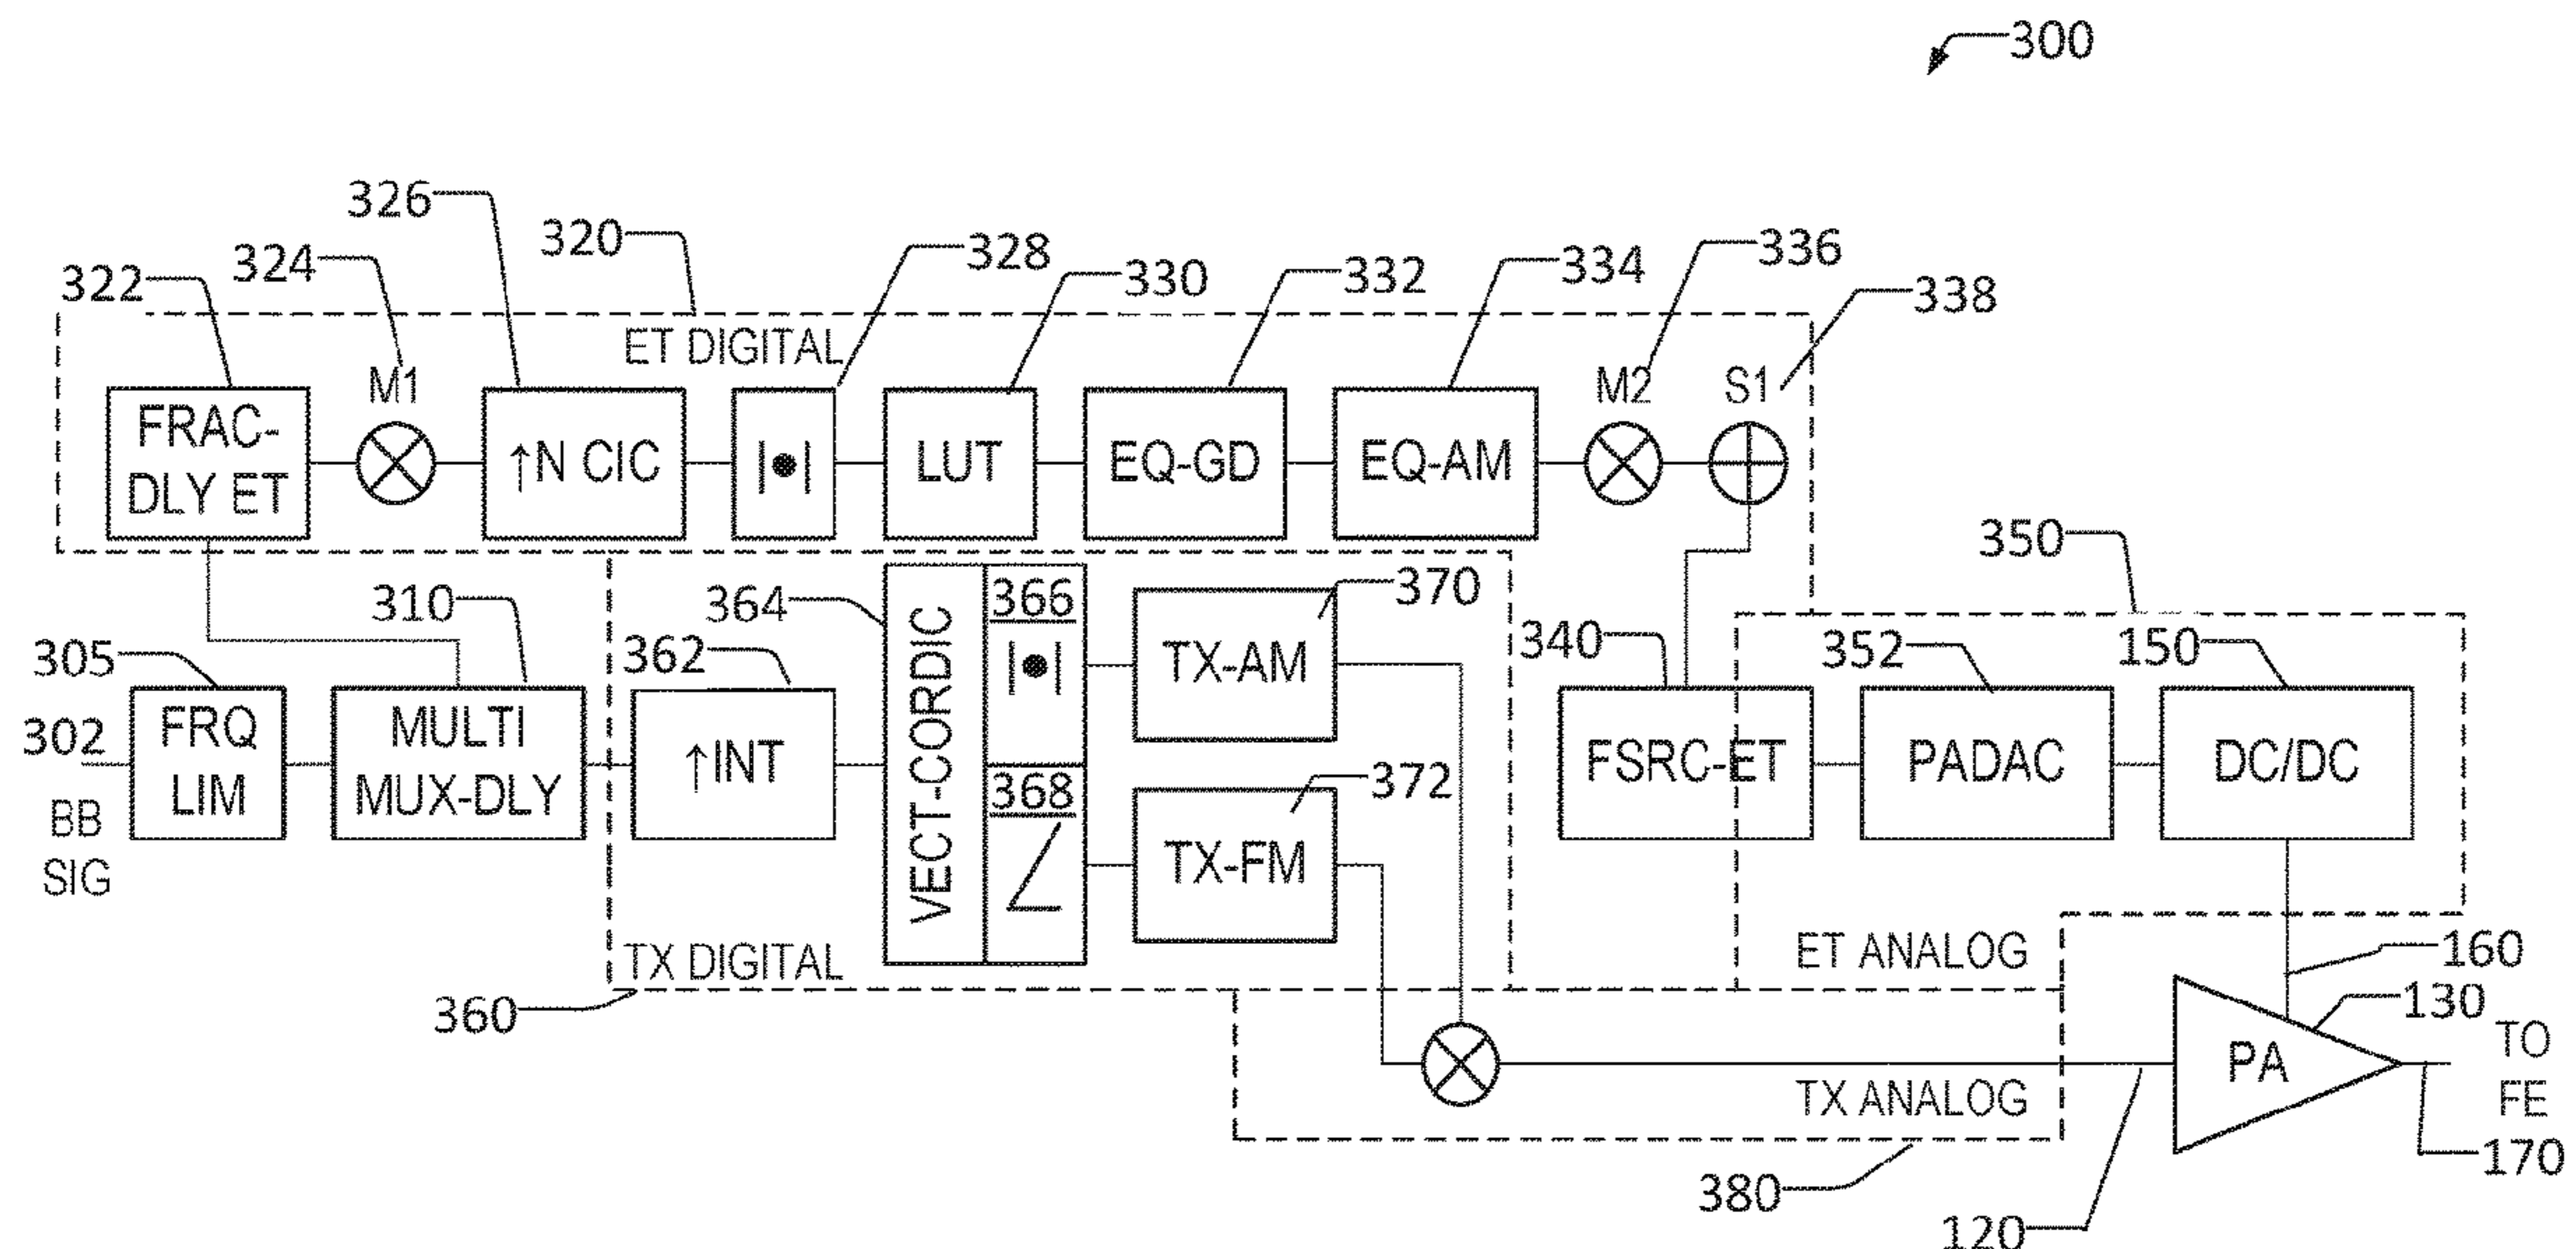 300
326
320
324
328
336
322
330
332
334
338
ET DIGITAL
M1
M2
S1
FRAC-
DLY ET
↑N CIC
|●|
LUT
EQ-GD
EQ-AM
350
310
364
366
370
305
362
340
352
150
302
FRQ
LIM
MULTI
MUX-DLY
↑INT
VECT-CORDIC
|●|
TX-AM
FSRC-ET
PADAC
DC/DC
BB
SIG
368
∠
372
TX-FM
TX DIGITAL
ET ANALOG
160
360
130
TO
FE
PA
TX ANALOG
170
380
120